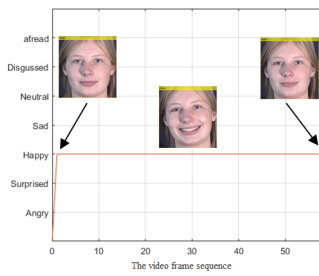 afread
Disgussed
Neutral
Sad
Happy
Surprised
Angry
0 10 20 30 40 50
The video frame sequence